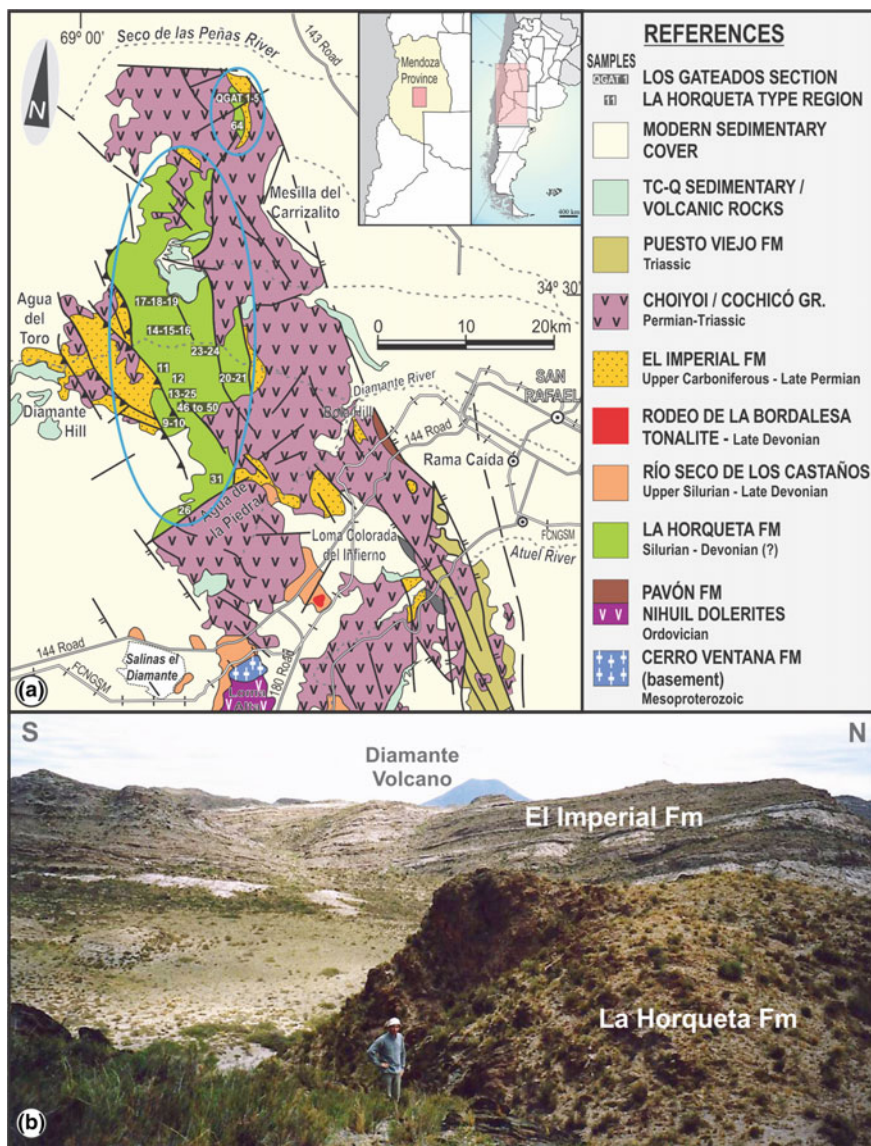 69° 00'
Seco de las Peñas River
143 Road
N
QGAT 1-5
64
Mesilla del
Carrizalito
Mendoza
Province
400 km
34º 30'
0 10 20km
Agua
del
Toro
17-18-19
14-15-16
23-24
11
12
20-21
13-25
46 to 50
9-10
31
26
Diamante
Hill
Diamante River
144 Road
SAN
RAFAEL
Rama Caída
FCNGSM
Atuel River
Agua de
la Piedra
Loma Colorada
del Infierno
144 Road
FCNGSM
Salinas el
Diamante
180 Road
Loma
(a)
REFERENCES
SAMPLES
QGAT 1 LOS GATEADOS SECTION
11 LA HORQUETA TYPE REGION
MODERN SEDIMENTARY
COVER
TC-Q SEDIMENTARY /
VOLCANIC ROCKS
PUESTO VIEJO FM
Triassic
CHOIYOI / COCHICÓ GR.
Permian-Triassic
EL IMPERIAL FM
Upper Carboniferous - Late Permian
RODEO DE LA BORDALESA
TONALITE - Late Devonian
RÍO SECO DE LOS CASTAÑOS
Upper Silurian - Late Devonian
LA HORQUETA FM
Silurian - Devonian (?)
PAVÓN FM
NIHUIL DOLERITES
Ordovician
CERRO VENTANA FM
(basement)
Mesoproterozoic
S
N
Diamante
Volcano
El Imperial Fm
La Horqueta Fm
(b)